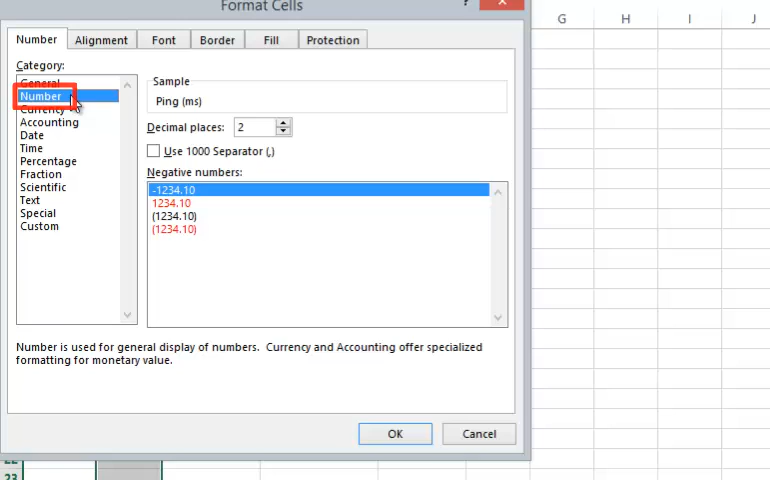 Format Cells ?
G H I J
Number Alignment Font Border Fill Protection
Category:
General
Number
Currency
Accounting
Date
Time
Percentage
Fraction
Scientific
Text
Special
Custom
Sample
Ping (ms)
Decimal places: 2
Use 1000 Separator (,)
Negative numbers:
-1234.10
1234.10
(1234.10)
(1234.10)
Number is used for general display of numbers. Currency and Accounting offer specialized
formatting for monetary value.
OK Cancel
22
23